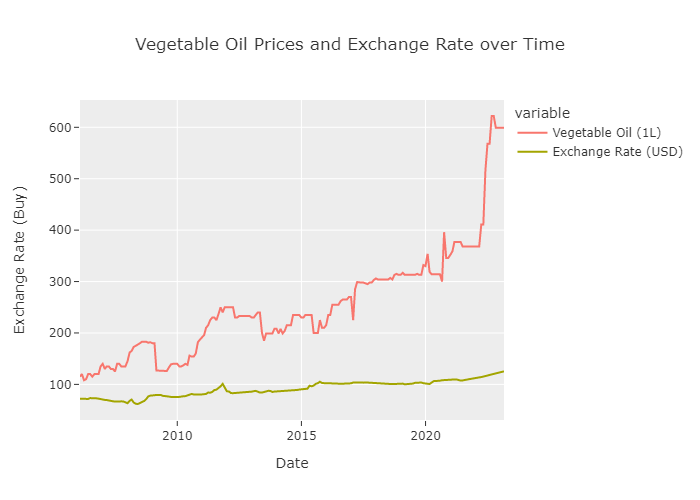 Vegetable Oil Prices and Exchange Rate over Time
variable
Vegetable Oil (1L)
Exchange Rate (USD)
Exchange Rate (Buy)
600
500
400
300
200
100
2010
2015
2020
Date